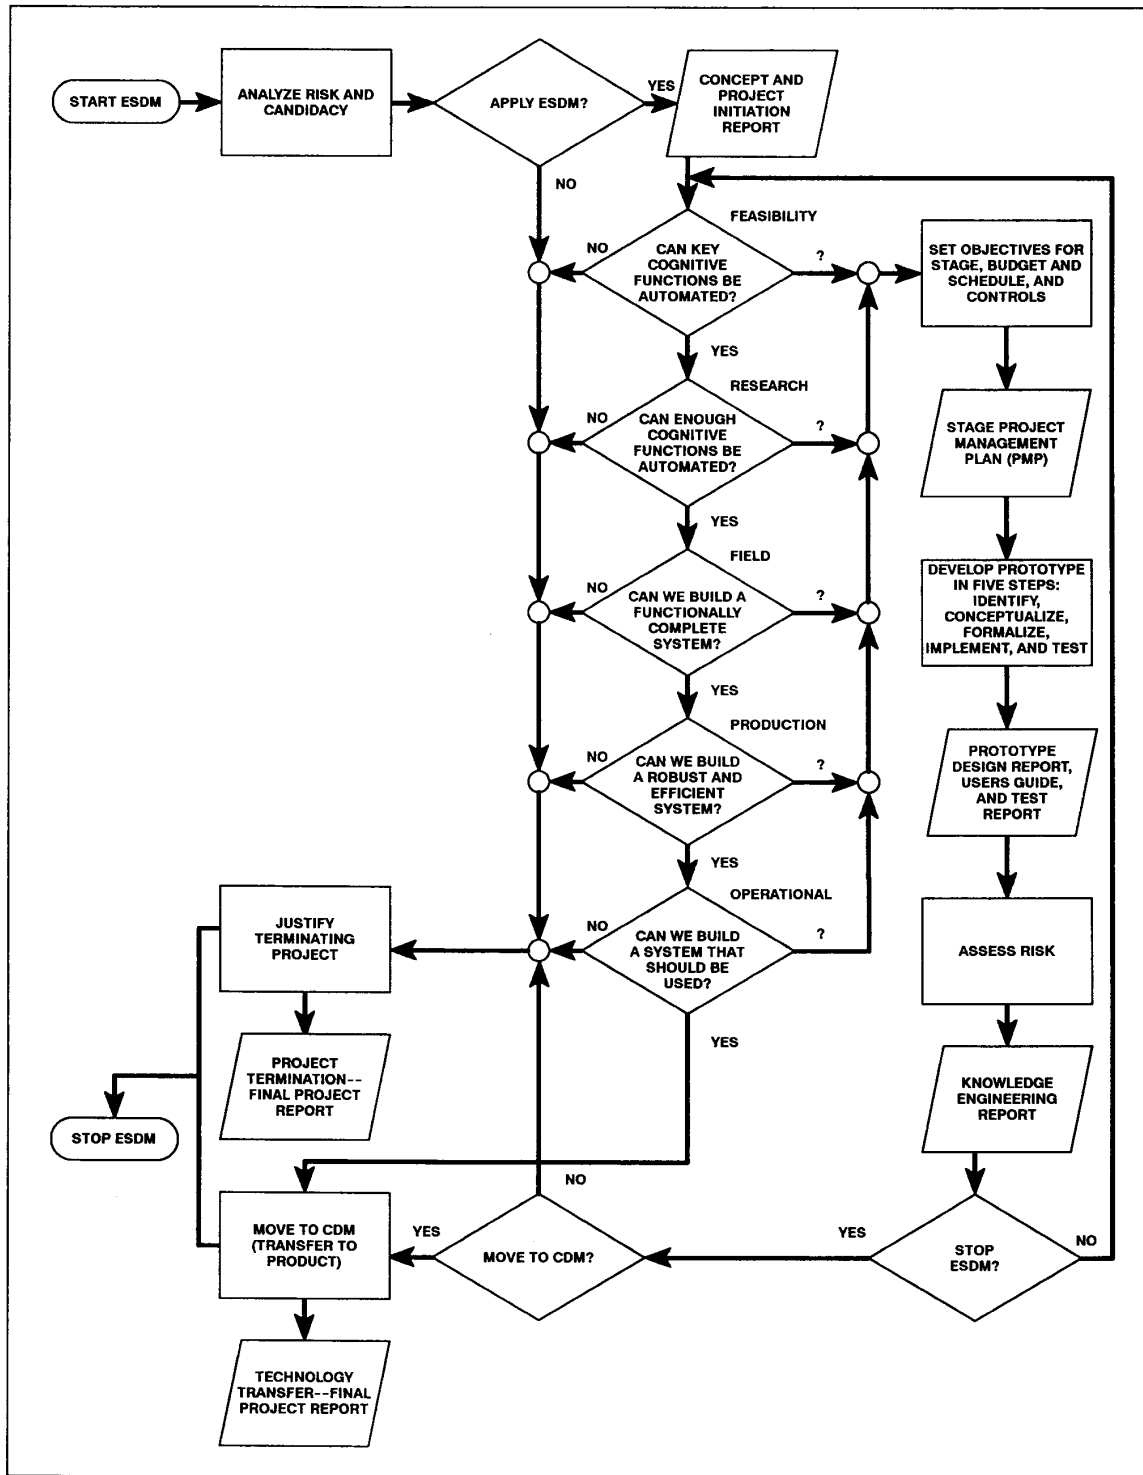 START ESDM
ANALYZE RISK AND
CANDIDACY
APPLY ESDM?
YES
CONCEPT AND
PROJECT
INITIATION
REPORT
NO
FEASIBILITY
NO
CAN KEY
COGNITIVE
FUNCTIONS BE
AUTOMATED?
?
SET OBJECTIVES FOR
STAGE, BUDGET AND
SCHEDULE, AND
CONTROLS
YES
RESEARCH
NO
CAN ENOUGH
COGNITIVE
FUNCTIONS BE
AUTOMATED?
?
STAGE PROJECT
MANAGEMENT
PLAN (PMP)
YES
FIELD
NO
CAN WE BUILD A
FUNCTIONALLY
COMPLETE
SYSTEM?
?
DEVELOP PROTOTYPE
IN FIVE STEPS:
IDENTIFY,
CONCEPTUALIZE,
FORMALIZE,
IMPLEMENT, AND TEST
YES
PRODUCTION
NO
CAN WE BUILD
A ROBUST AND
EFFICIENT
SYSTEM?
?
PROTOTYPE
DESIGN REPORT,
USERS GUIDE,
AND TEST
REPORT
YES
OPERATIONAL
NO
CAN WE BUILD
A SYSTEM THAT
SHOULD BE
USED?
?
JUSTIFY
TERMINATING
PROJECT
ASSESS RISK
YES
PROJECT
TERMINATION--
FINAL PROJECT
REPORT
KNOWLEDGE
ENGINEERING
REPORT
STOP ESDM
NO
MOVE TO CDM
(TRANSFER TO
PRODUCT)
YES
MOVE TO CDM?
YES
STOP
ESDM?
NO
TECHNOLOGY
TRANSFER--FINAL
PROJECT REPORT